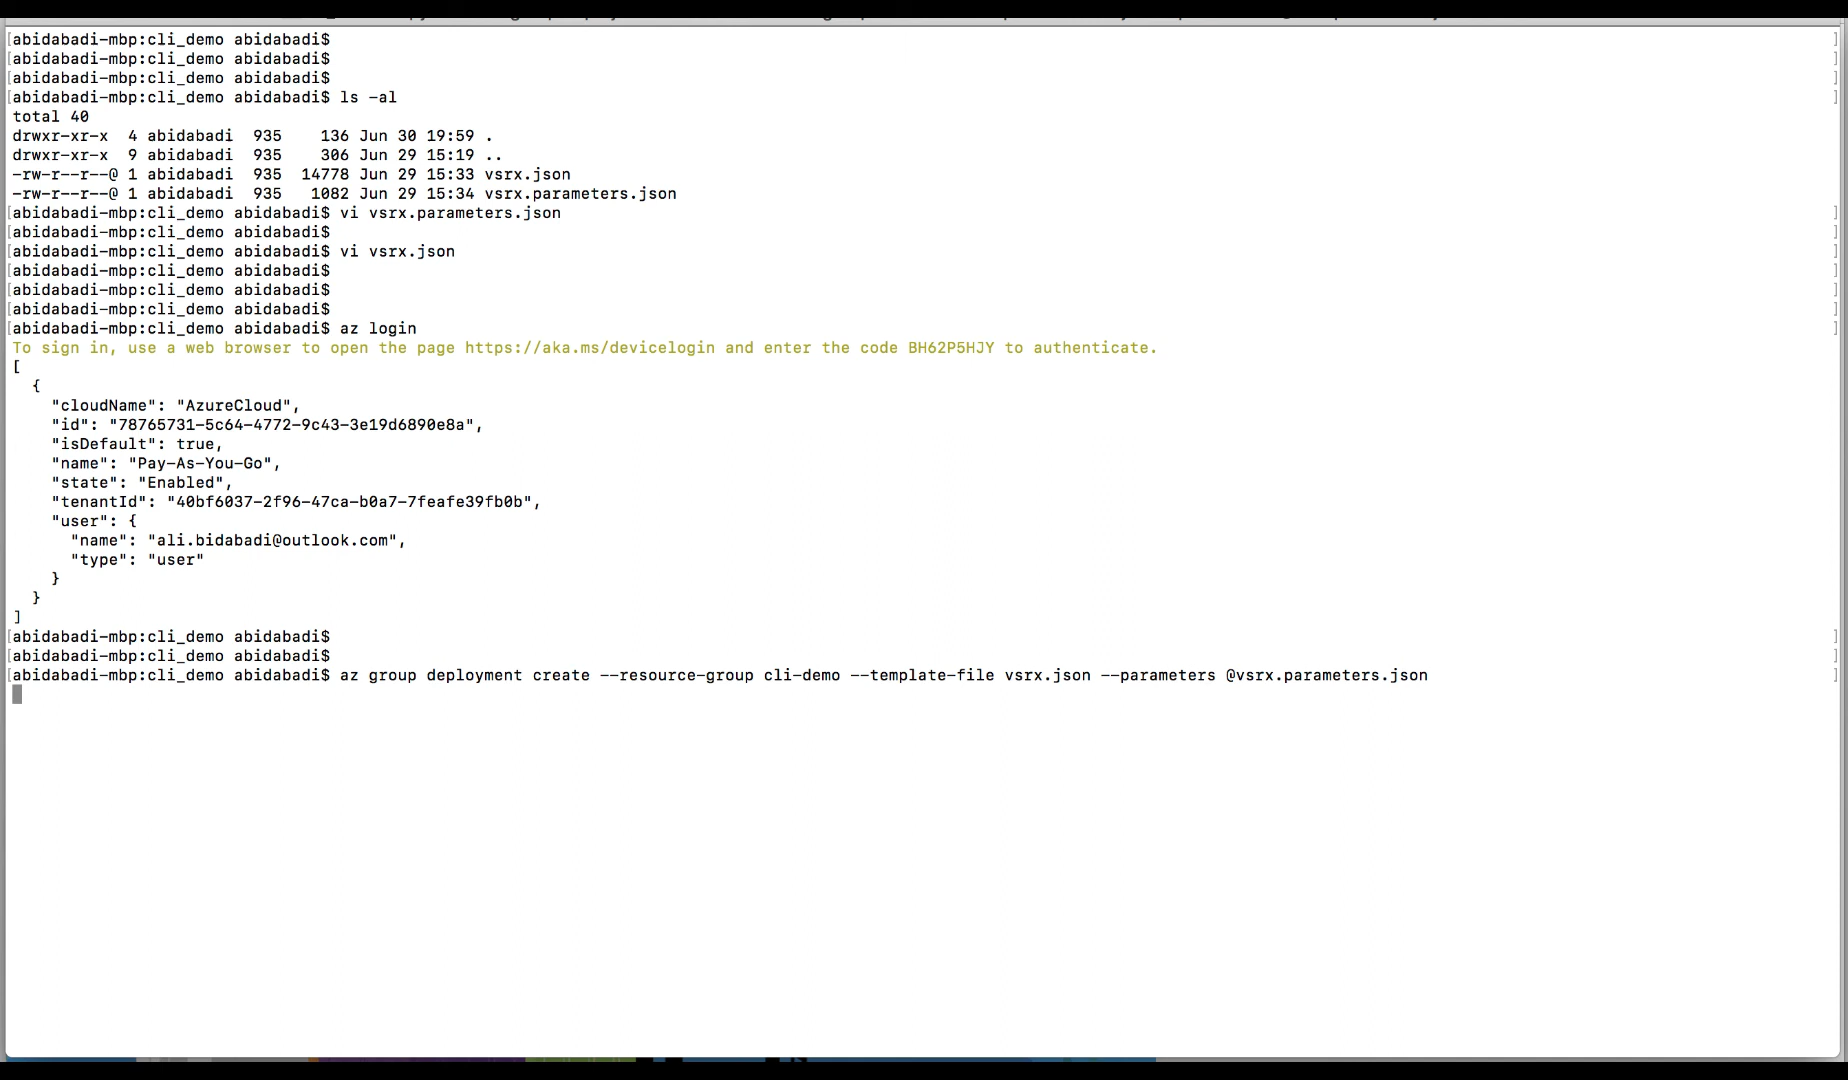 [abidabadi-mbp:cli_demo abidabadi$ ]
[abidabadi-mbp:cli_demo abidabadi$ ]
[abidabadi-mbp:cli_demo abidabadi$ ]
[abidabadi-mbp:cli_demo abidabadi$ ls -al ]
total 40
drwxr-xr-x  4 abidabadi  935    136 Jun 30 19:59 .
drwxr-xr-x  9 abidabadi  935    306 Jun 29 15:19 ..
-rw-r--r--@ 1 abidabadi  935  14778 Jun 29 15:33 vsrx.json
-rw-r--r--@ 1 abidabadi  935   1082 Jun 29 15:34 vsrx.parameters.json
[abidabadi-mbp:cli_demo abidabadi$ vi vsrx.parameters.json ]
[abidabadi-mbp:cli_demo abidabadi$ ]
[abidabadi-mbp:cli_demo abidabadi$ vi vsrx.json ]
[abidabadi-mbp:cli_demo abidabadi$ ]
[abidabadi-mbp:cli_demo abidabadi$ ]
[abidabadi-mbp:cli_demo abidabadi$ ]
[abidabadi-mbp:cli_demo abidabadi$ az login ]
To sign in, use a web browser to open the page https://aka.ms/devicelogin and enter the code BH62P5HJY to authenticate.
[
  {
    "cloudName": "AzureCloud",
    "id": "78765731-5c64-4772-9c43-3e19d6890e8a",
    "isDefault": true,
    "name": "Pay-As-You-Go",
    "state": "Enabled",
    "tenantId": "40bf6037-2f96-47ca-b0a7-7feafe39fb0b",
    "user": {
      "name": "ali.bidabadi@outlook.com",
      "type": "user"
    }
  }
]
[abidabadi-mbp:cli_demo abidabadi$ ]
[abidabadi-mbp:cli_demo abidabadi$ ]
[abidabadi-mbp:cli_demo abidabadi$ az group deployment create --resource-group cli-demo --template-file vsrx.json --parameters @vsrx.parameters.json ]